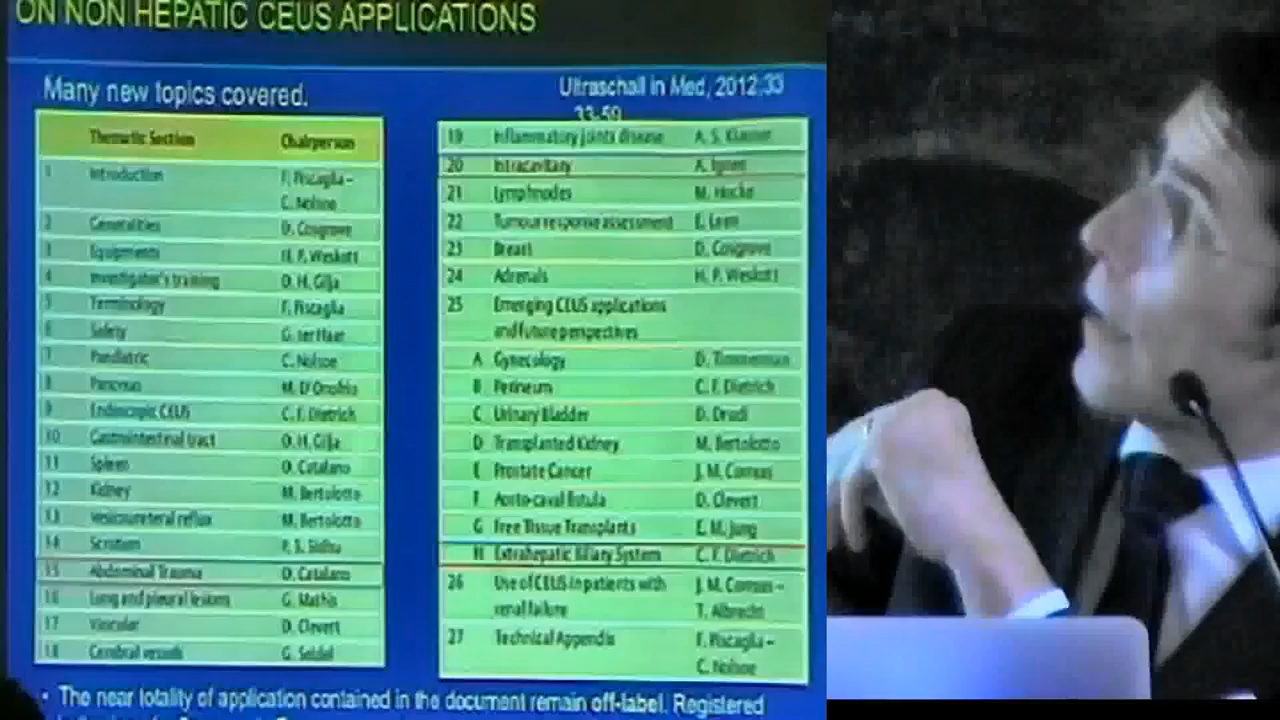 ON NON HEPATIC CEUS APPLICATIONS
Many new topics covered.
Ultraschall in Med, 2012;33
33-59
Thematic Section Chairperson
1 Introduction F. Piscaglia –
C. Nolsoe
2 Generalities D. Cosgrove
3 Equipments H. P. Weskott
4 Investigator's training O. H. Gilja
5 Terminology F. Piscaglia
6 Safety G. ter Haar
7 Paediatric C. Nolsoe
8 Pancreas M. D'Onofrio
9 Endoscopic CEUS C. F. Dietrich
10 Gastrointestinal tract O. H. Gilja
11 Spleen O. Catalano
12 Kidney M. Bertolotto
13 Vesicoureteral reflux M. Bertolotto
14 Scrotum P. S. Sidhu
15 Abdominal Trauma O. Catalano
16 Lung and pleural lesions G. Mathis
17 Vascular D. Clevert
18 Cerebral vessels G. Seidel
19 Inflammatory joints disease A. S. Klauser
20 Intracavitary A. Ignee
21 Lymphnodes M. Hocke
22 Tumour response assessment E. Leen
23 Breast D. Cosgrove
24 Adrenals H. P. Weskott
25 Emerging CEUS applications
and future perspectives
A Gynecology D. Timmerman
B Perineum C. F. Dietrich
C Urinary Bladder D. Drudi
D Transplanted Kidney M. Bertolotto
E Prostate Cancer J. M. Correas
F Aorto-caval fistula D. Clevert
G Free Tissue Transplants E. M. Jung
H Extrahepatic Biliary System C. F. Dietrich
26 Use of CEUS in patients with J. M. Correas –
renal failure T. Albrecht
27 Technical Appendix F. Piscaglia –
C. Nolsoe
• The near totality of application contained in the document remain off-label. Registered